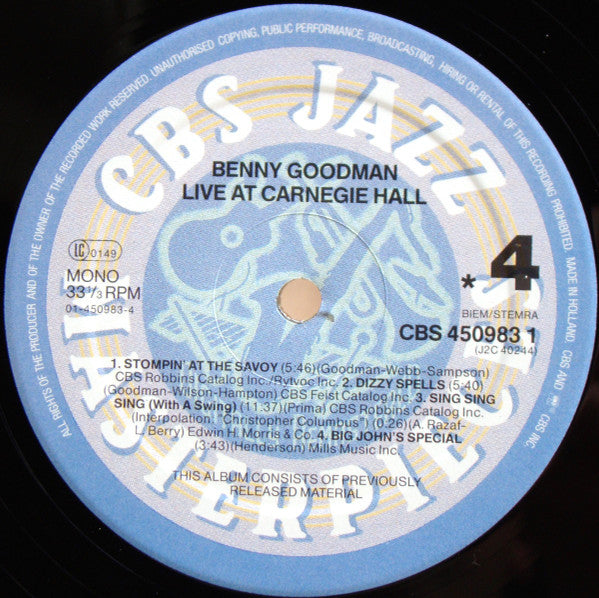 ALL RIGHTS OF THE PRODUCER AND OF THE OWNER OF THE RECORDED WORK RESERVED. UNAUTHORISED COPYING, PUBLIC PERFORMANCE, BROADCASTING, HIRING OR RENTAL OF THIS RECORDING PROHIBITED. MADE IN HOLLAND. CBS AND ℗ CBS INC.
CBS JAZZ
MASTERPIECES
BENNY GOODMAN
LIVE AT CARNEGIE HALL
LC 0149
MONO
33 1/3 RPM
01-450983-4
* 4
BIEM/STEMRA
CBS 450983 1
(J2C 40244)
1. STOMPIN' AT THE SAVOY (5:46)(Goodman-Webb-Sampson)
CBS Robbins Catalog Inc./Rytvoc Inc. 2. DIZZY SPELLS (5:40)
(Goodman-Wilson-Hampton) CBS Feist Catalog Inc. 3. SING SING
SING (With A Swing) (11:37)(Prima) CBS Robbins Catalog Inc.
(Interpolation: "Christopher Columbus") (0.26)(A. Razaf-
L. Berry) Edwin H. Morris & Co. 4. BIG JOHN'S SPECIAL
(3:43)(Henderson) Mills Music Inc.
THIS ALBUM CONSISTS OF PREVIOUSLY
RELEASED MATERIAL